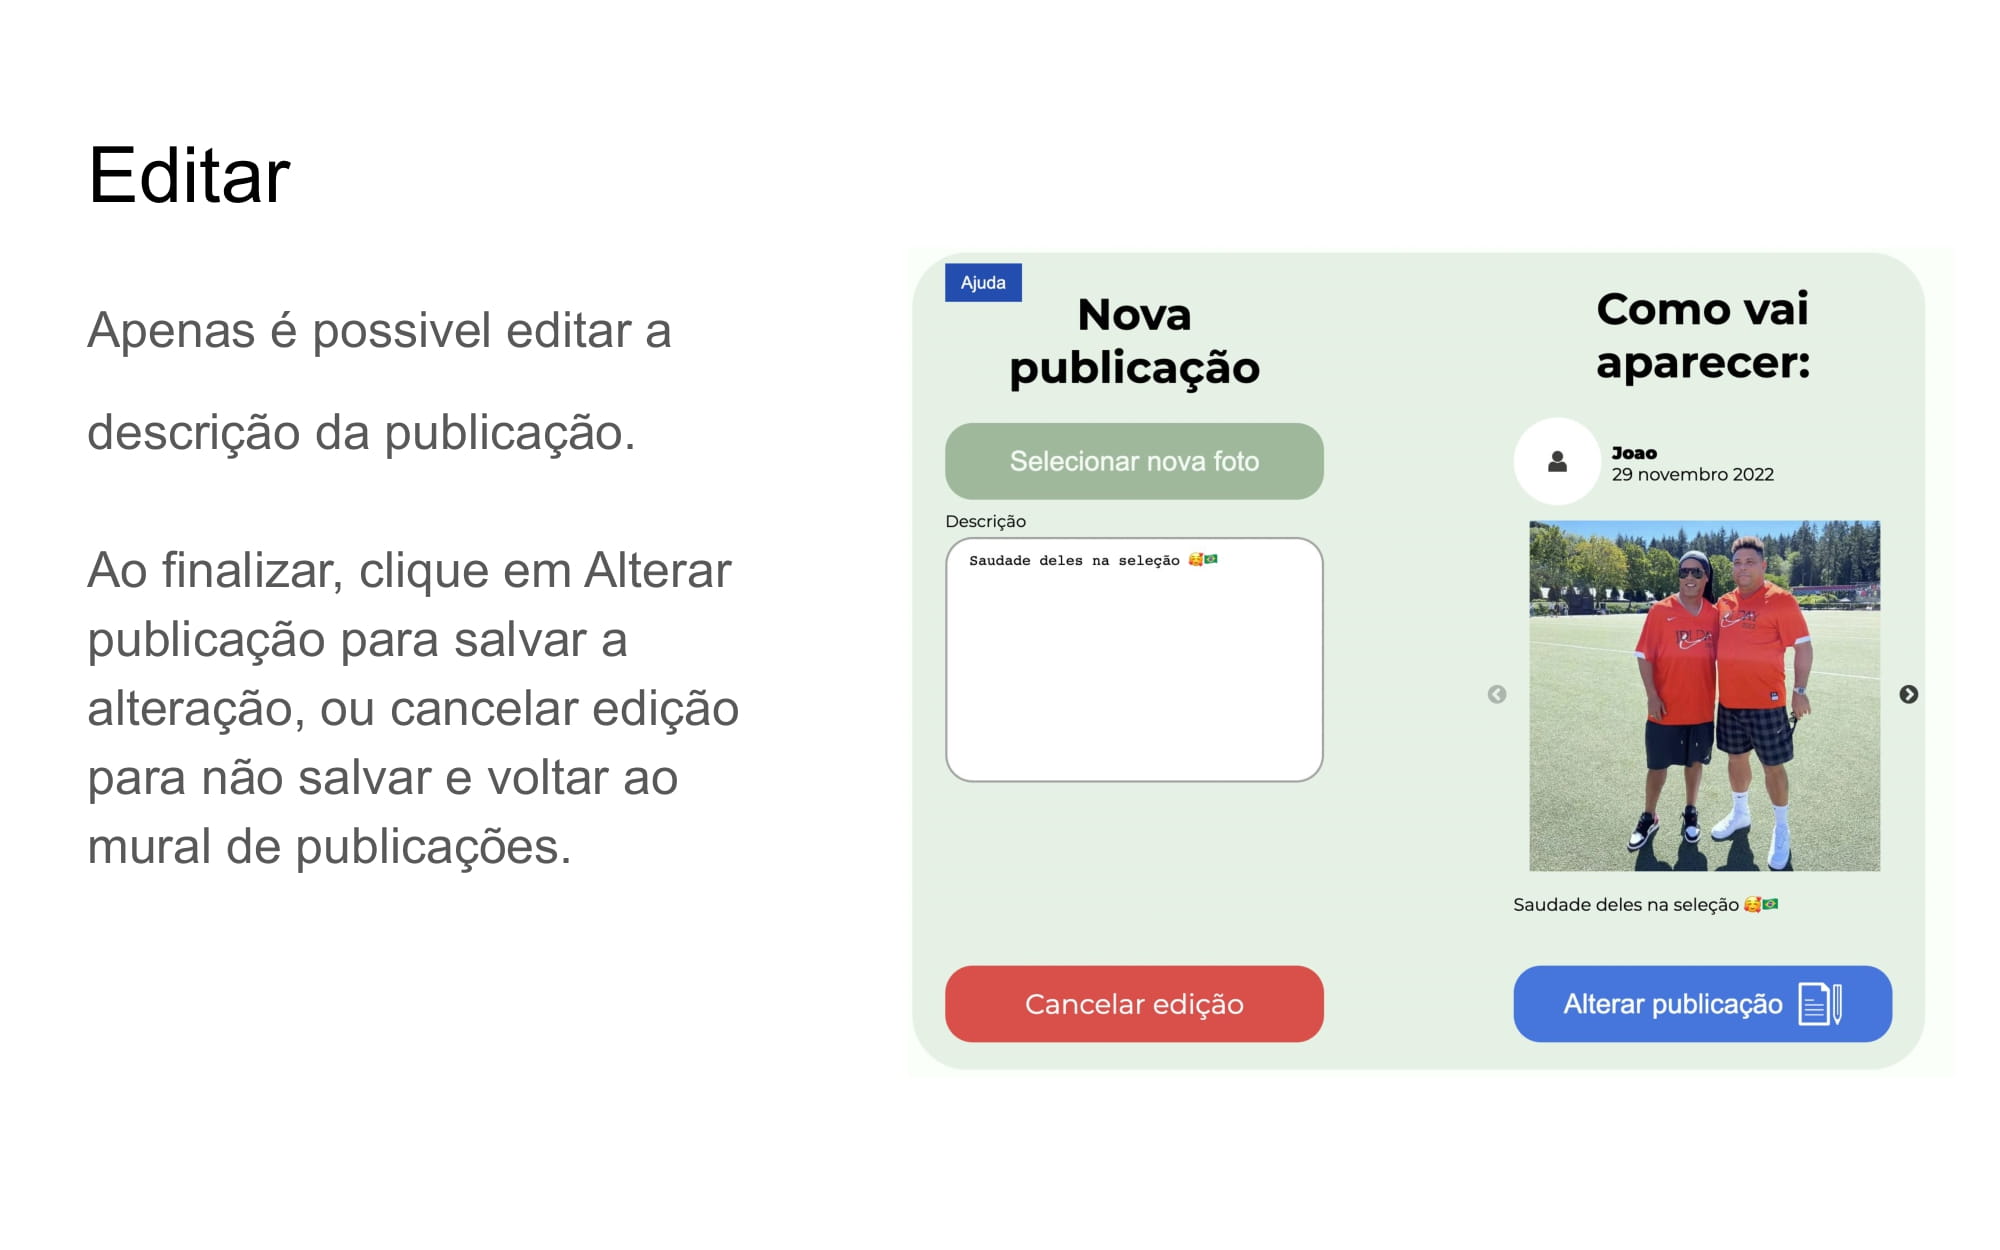 Editar
Apenas é possivel editar a
descrição da publicação.
Ao finalizar, clique em Alterar
publicação para salvar a
alteração, ou cancelar edição
para não salvar e voltar ao
mural de publicações.
Ajuda
Nova
publicação
Selecionar nova foto
Descrição
Saudade deles na seleção 🥰🇧🇷
Cancelar edição
Como vai
aparecer:
Joao
29 novembro 2022
Saudade deles na seleção 🥰🇧🇷
Alterar publicação